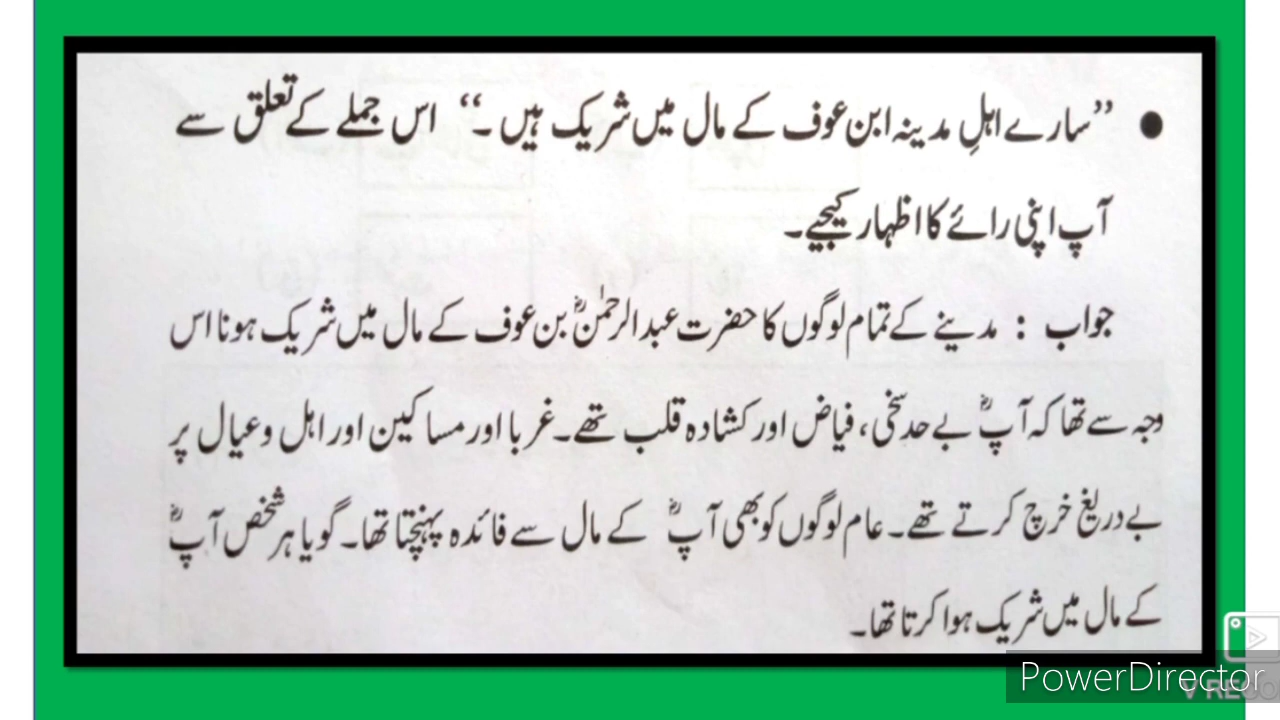 ● ’’سارے اہلِ مدینہ ابن عوف کے مال میں شریک ہیں۔‘‘ اس جملے کے تعلق سے
آپ اپنی رائے کا اظہار کیجیے۔
جواب : مدینے کے تمام لوگوں کا حضرت عبدالرحمٰنؓ بن عوف کے مال میں شریک ہونا اس
وجہ سے تھا کہ آپؓ بے حد سخی، فیاض اور کشادہ قلب تھے۔ غربا اور مساکین اور اہل و عیال پر
بے دریغ خرچ کرتے تھے۔ عام لوگوں کو بھی آپؓ کے مال سے فائدہ پہنچتا تھا۔ گویا ہر شخص آپؓ
کے مال میں شریک ہوا کرتا تھا۔
PowerDirector